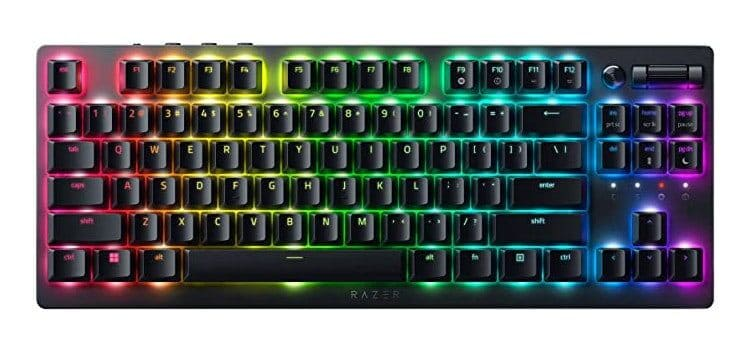 esc F1 F2 F3 F4 F5 F6 F7 F8 F9 F10 F11 F12
1 2 3 4 $ 5 6 7 & 8 9 0 ins home pg up
prt sc scr lk pause
tab Q W E R T Y U I O P del end pg dn
caps A S D F G H J K L enter
shift Z X C V B N M shift
ctrl alt alt fn ctrl
RAZER